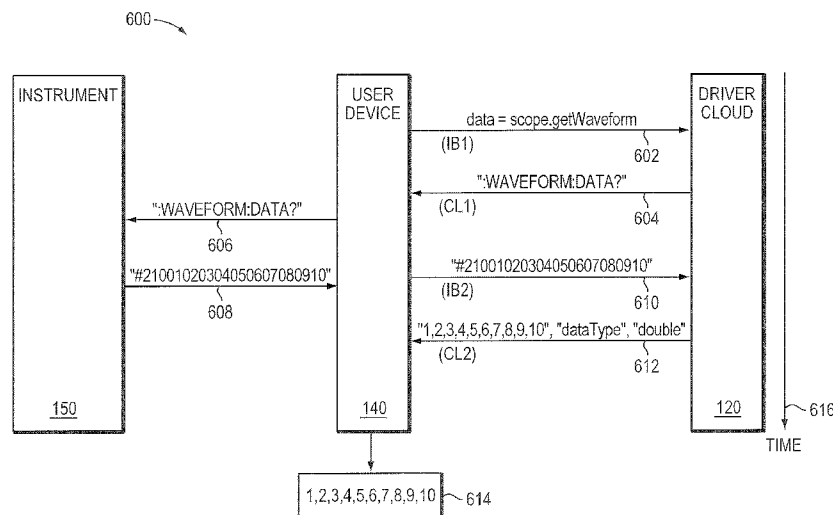 600
INSTRUMENT
USER
DEVICE
DRIVER
CLOUD
data = scope.getWaveform
(IB1)
602
":WAVEFORM:DATA?"
(CL1)
604
":WAVEFORM:DATA?"
606
"#21001020304050607080910"
608
"#21001020304050607080910"
(IB2)
610
"1,2,3,4,5,6,7,8,9,10", "dataType", "double"
(CL2)
612
150
140
120
616
TIME
1,2,3,4,5,6,7,8,9,10
614